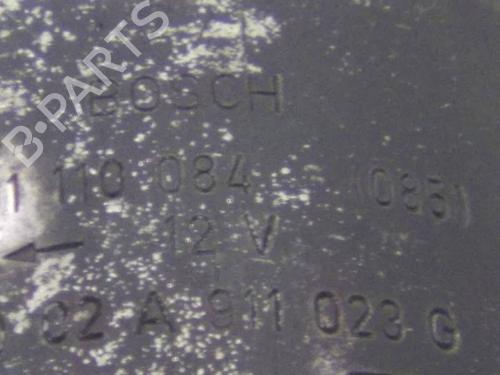 B-PARTS
BOSCH
1 110 084 (085)
12 V
02 A 911 023 G